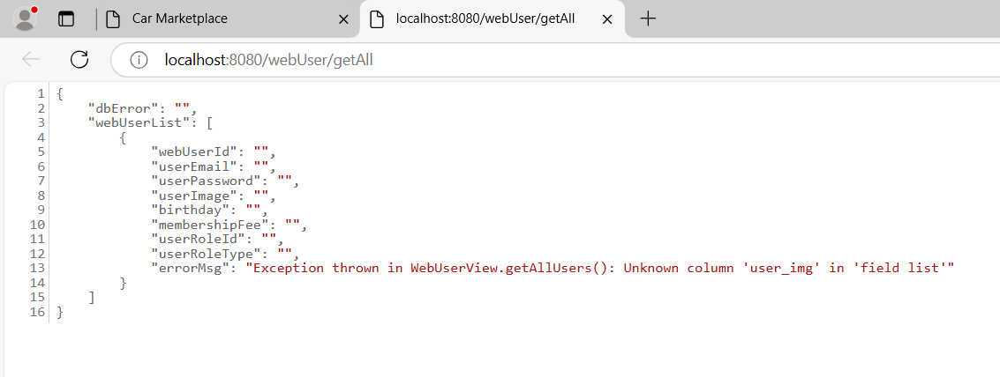 Car Marketplace
localhost:8080/webUser/getAll
localhost:8080/webUser/getAll
1 {
2 "dbError": "",
3 "webUserList": [
4 {
5 "webUserId": "",
6 "userEmail": "",
7 "userPassword": "",
8 "userImage": "",
9 "birthday": "",
10 "membershipFee": "",
11 "userRoleId": "",
12 "userRoleType": "",
13 "errorMsg": "Exception thrown in WebUserView.getAllUsers(): Unknown column 'user_img' in 'field list'"
14 }
15 ]
16 }